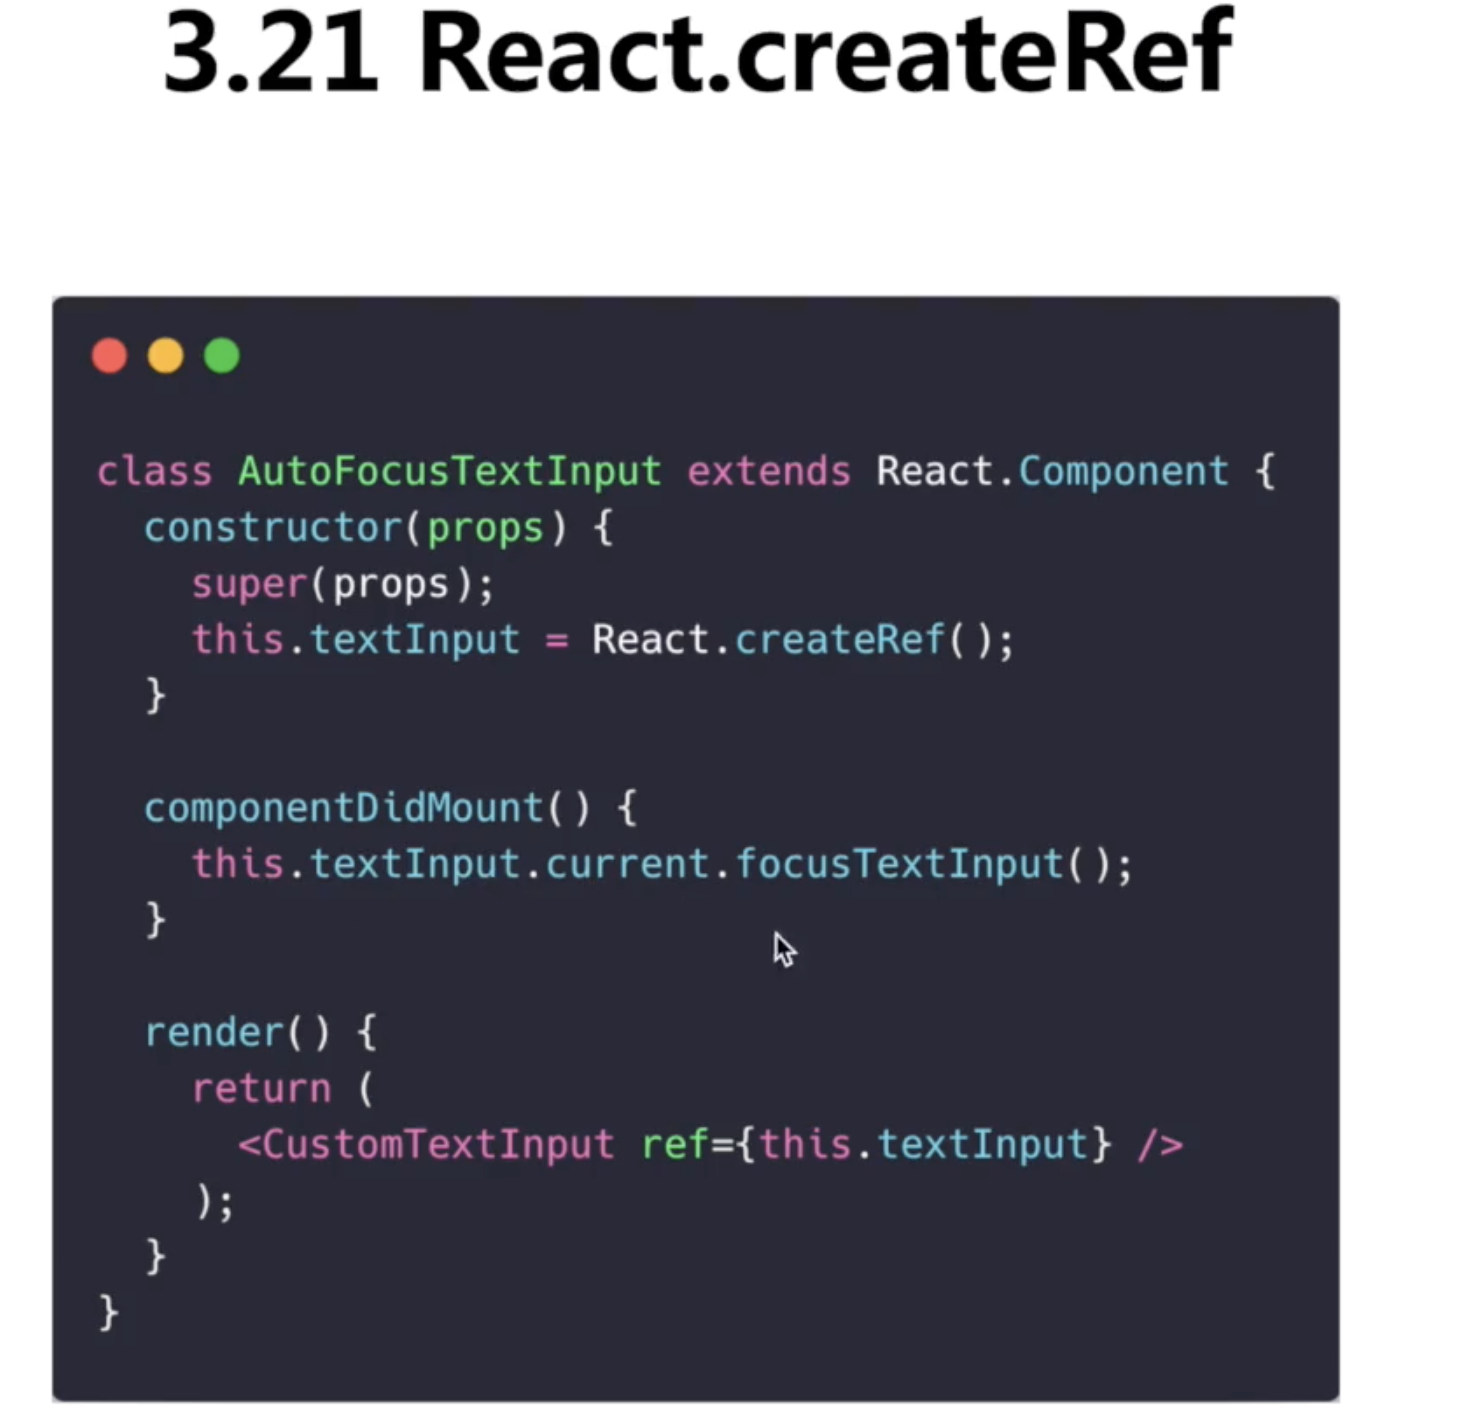 3.21 React.createRef
class AutoFocusTextInput extends React.Component {
  constructor(props) {
    super(props);
    this.textInput = React.createRef();
  }
  componentDidMount() {
    this.textInput.current.focusTextInput();
  }
  render() {
    return (
      <CustomTextInput ref={this.textInput} />
    );
  }
}